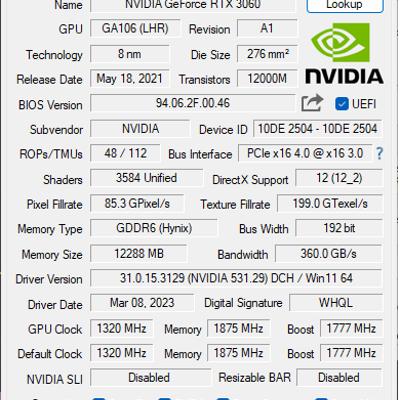 Name NVIDIA GeForce RTX 3060 Lookup
GPU GA106 (LHR) Revision A1
Technology 8 nm Die Size 276 mm²
Release Date May 18, 2021 Transistors 12000M
NVIDIA
BIOS Version 94.06.2F.00.46 UEFI
Subvendor NVIDIA Device ID 10DE 2504 - 10DE 2504
ROPs/TMUs 48 / 112 Bus Interface PCIe x16 4.0 @ x16 3.0 ?
Shaders 3584 Unified DirectX Support 12 (12_2)
Pixel Fillrate 85.3 GPixel/s Texture Fillrate 199.0 GTexel/s
Memory Type GDDR6 (Hynix) Bus Width 192 bit
Memory Size 12288 MB Bandwidth 360.0 GB/s
Driver Version 31.0.15.3129 (NVIDIA 531.29) DCH / Win11 64
Driver Date Mar 08, 2023 Digital Signature WHQL
GPU Clock 1320 MHz Memory 1875 MHz Boost 1777 MHz
Default Clock 1320 MHz Memory 1875 MHz Boost 1777 MHz
NVIDIA SLI Disabled Resizable BAR Disabled